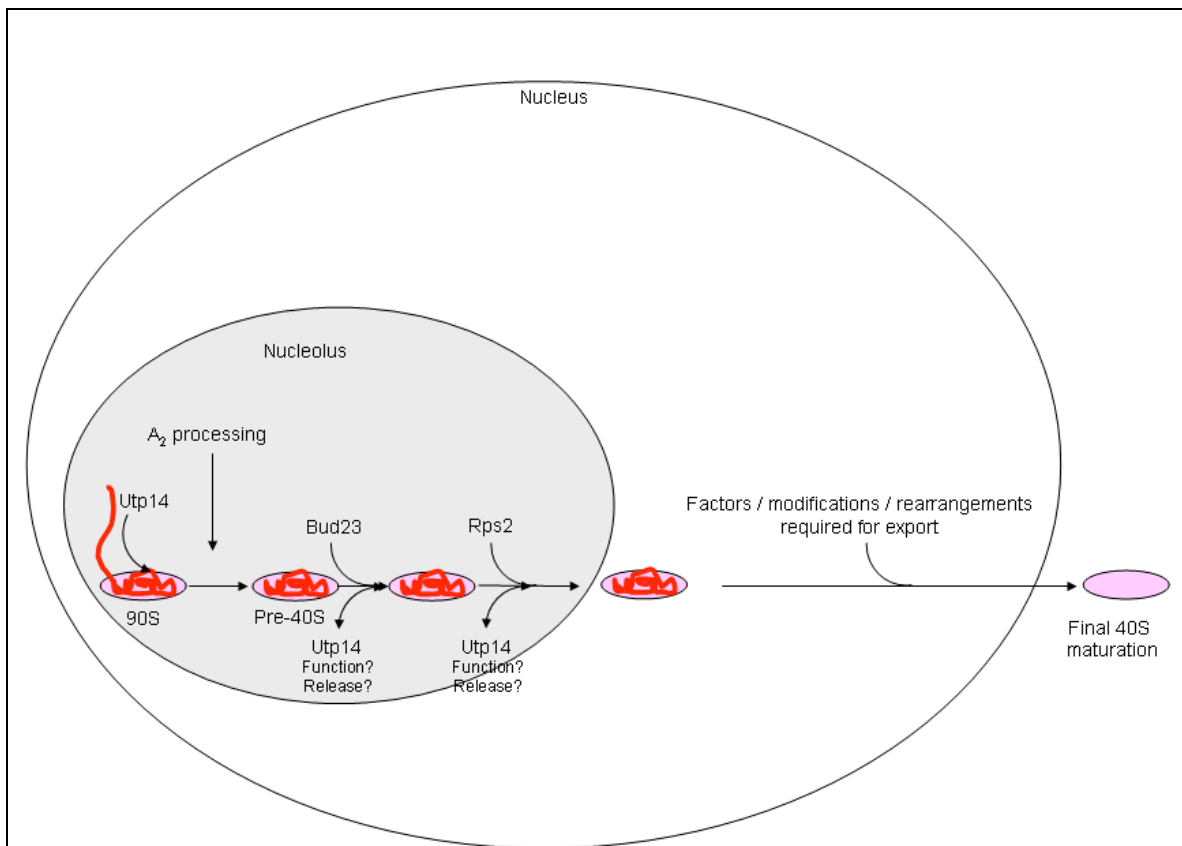 Nucleus
Nucleolus
A₂ processing
Utp14
Bud23
Rps2
Factors / modifications / rearrangements
required for export
90S
Pre-40S
Utp14
Function?
Release?
Utp14
Function?
Release?
Final 40S
maturation